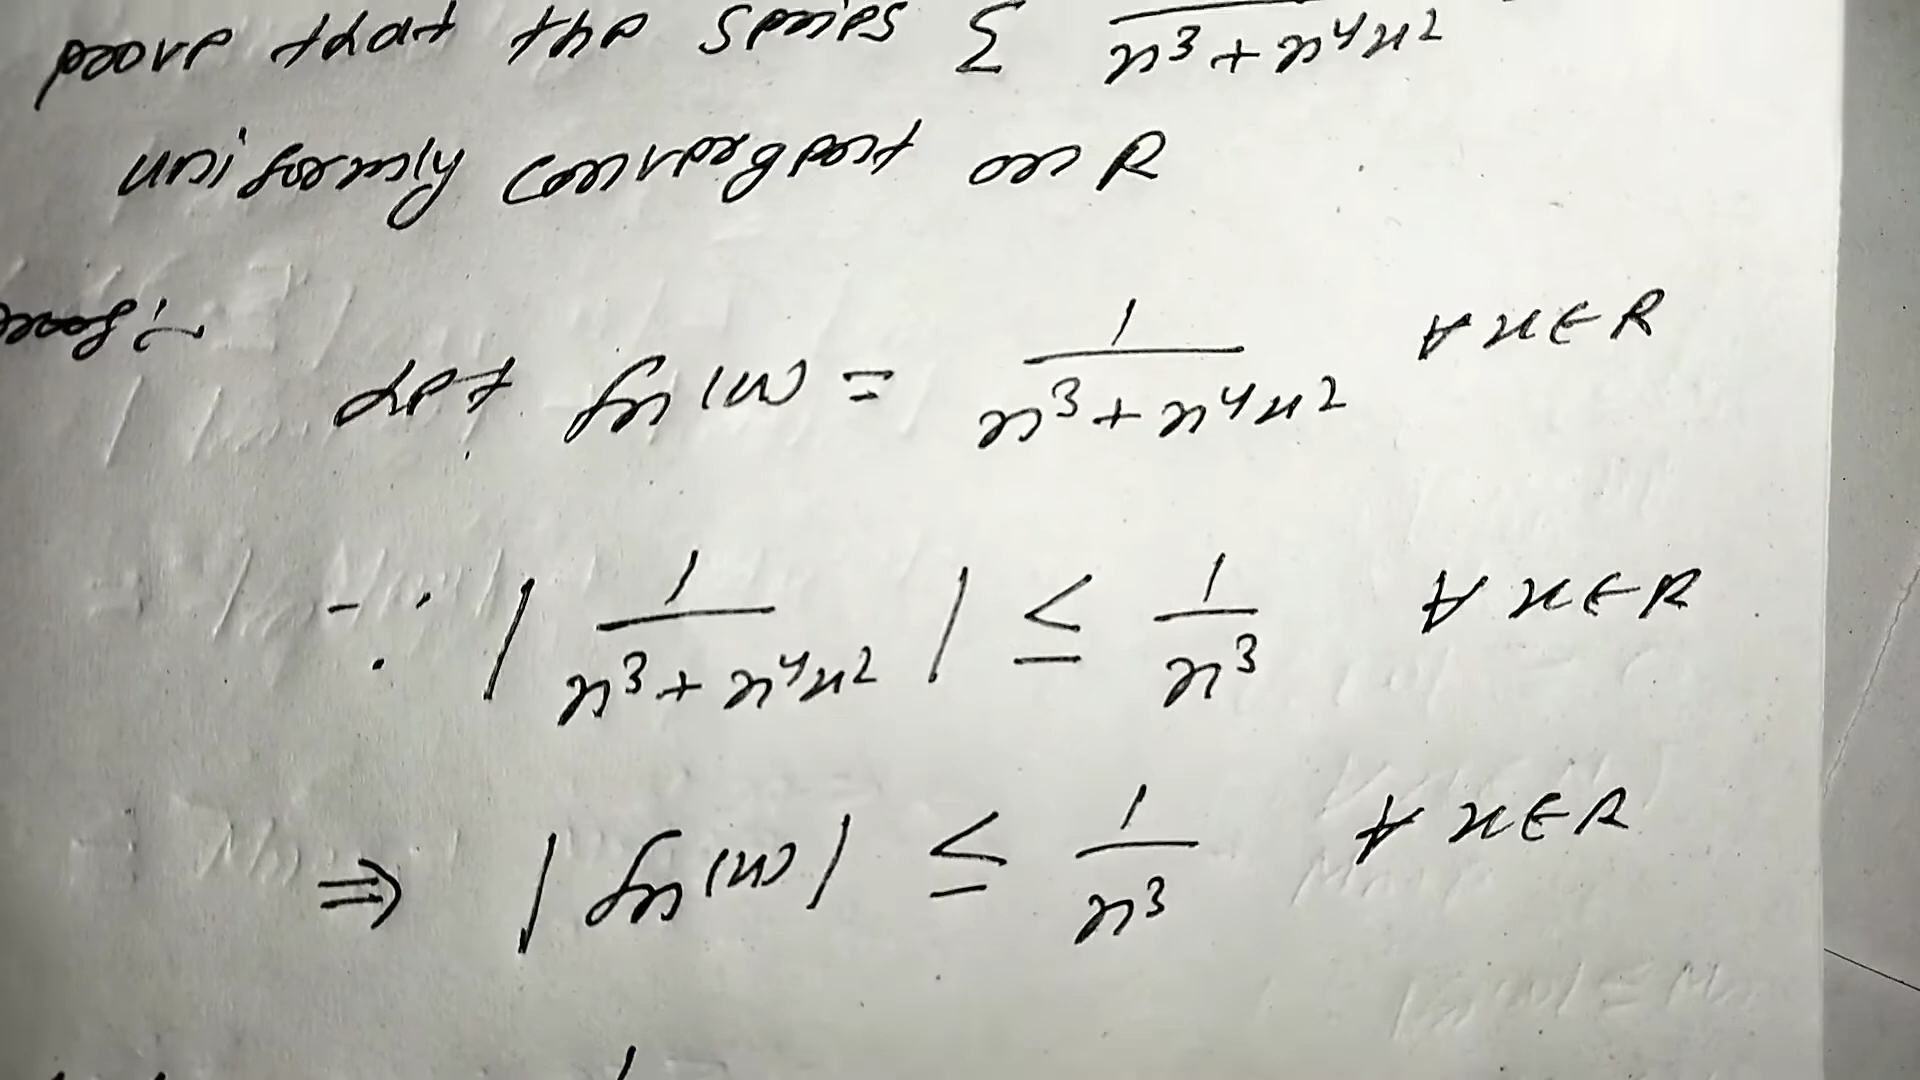 prove that the series Σ 1/(n³+n⁴x²)
uniformly convergent on R
proof:-
Let fn(x) = 1/(n³+n⁴x²) ∀ x∈R
∵ |1/(n³+n⁴x²)| ≤ 1/n³ ∀ x∈R
⇒ |fn(x)| ≤ 1/n³ ∀ x∈R